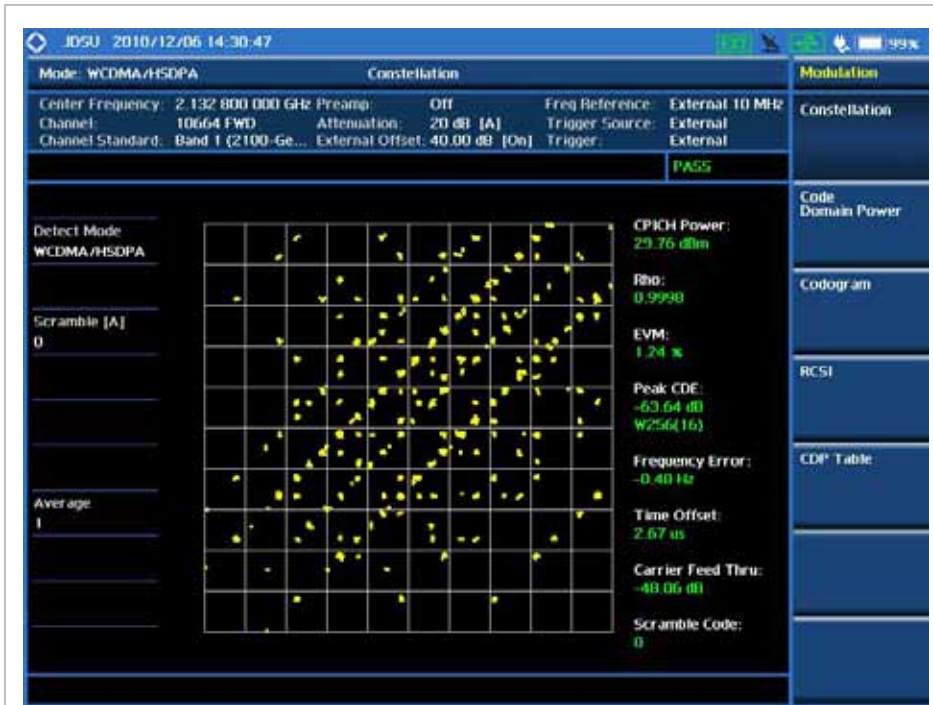 JDSU 2010/12/06 14:30:47
EXT
99%
Mode: WCDMA/HSDPA
Constellation
Modulation
Center Frequency: 2.132 800 000 GHz Preamp: Off Freq Reference: External 10 MHz
Channel: 10664 FWD Attenuation: 20 dB [A] Trigger Source: External
Channel Standard: Band 1 (2100-Ge... External Offset: 40.00 dB [On] Trigger: External
PASS
Detect Mode
WCDMA/HSDPA
Scramble [A]
0
Average
1
CPICH Power:
29.76 dBm
Rho:
0.9998
EVM:
1.24 %
Peak CDE:
-63.64 dB
W256(16)
Frequency Error:
-0.40 Hz
Time Offset:
2.67 us
Carrier Feed Thru:
-48.06 dB
Scramble Code:
0
Constellation
Code
Domain Power
Codogram
RCSI
CDP Table